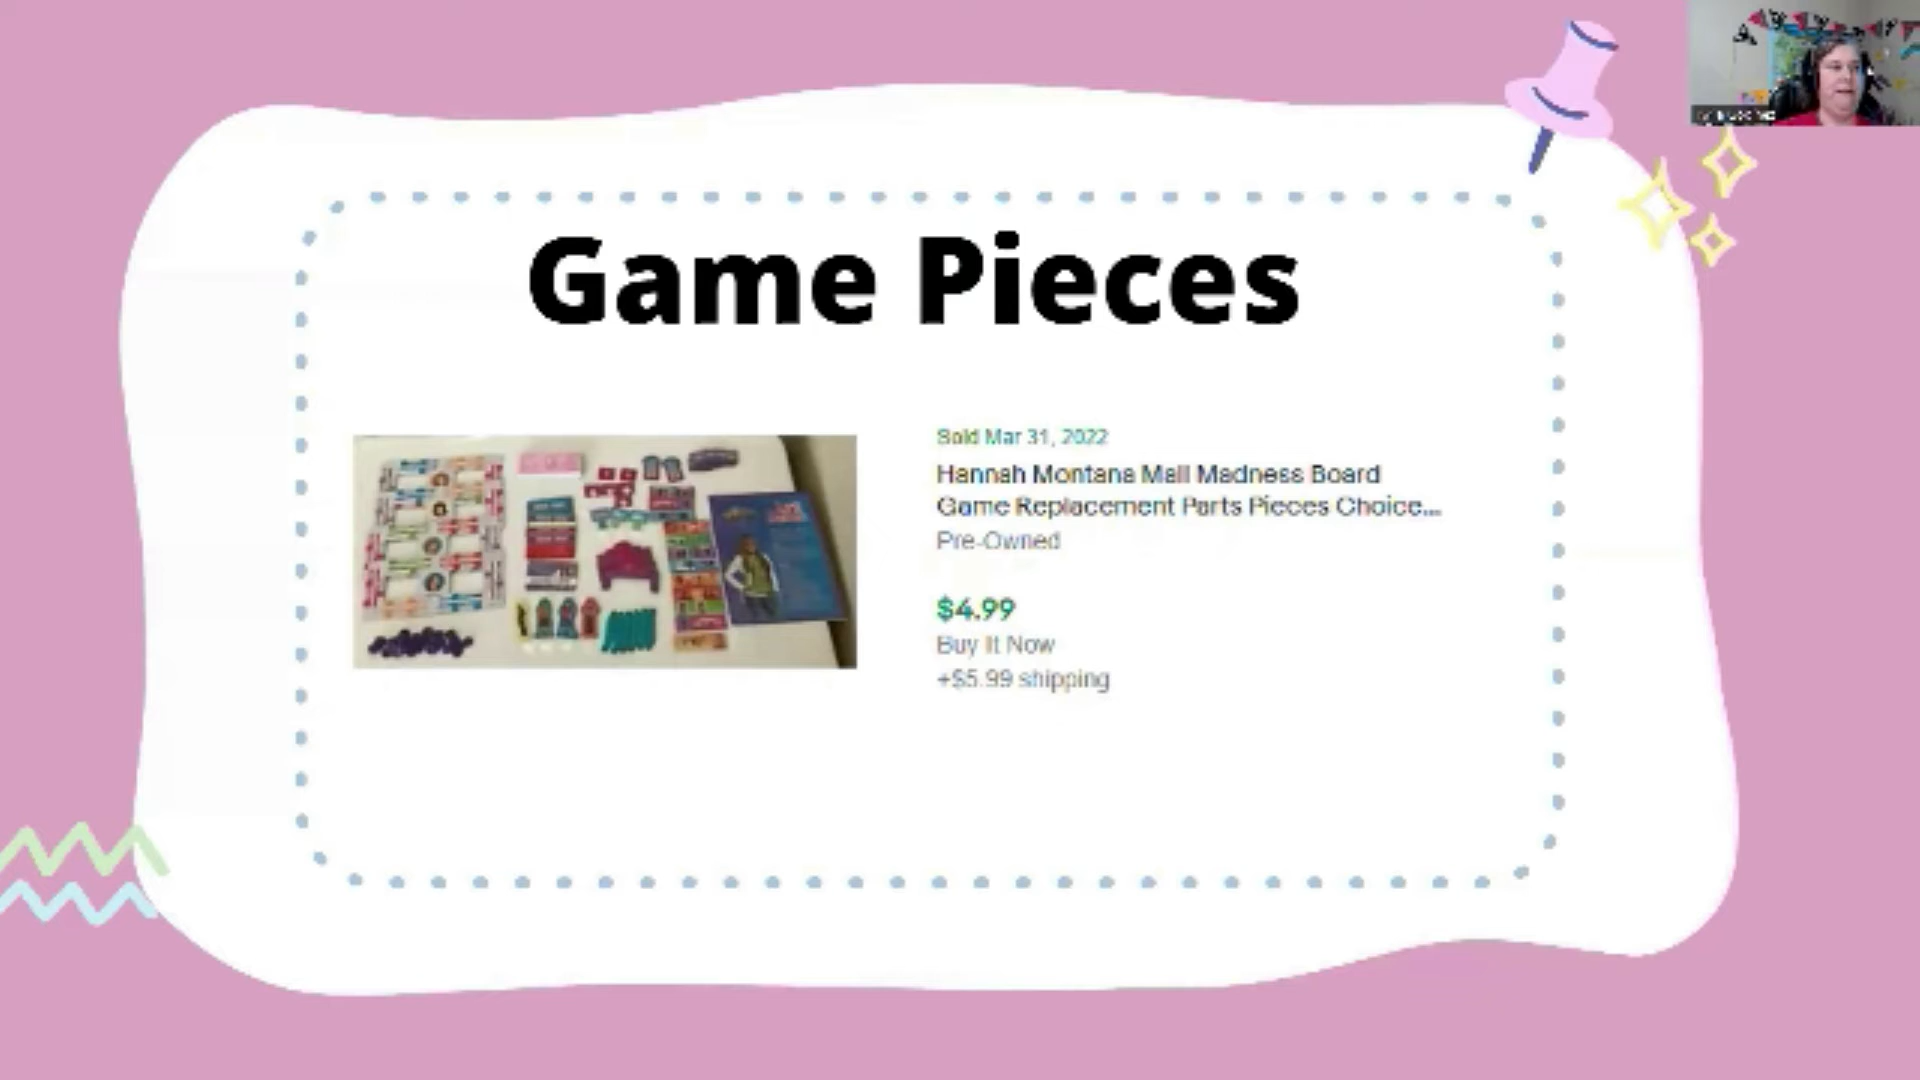 Game Pieces
Sold Mar 31, 2022
Hannah Montana Mall Madness Board
Game Replacement Parts Pieces Choice...
Pre-Owned
$4.99
Buy It Now
+$5.99 shipping